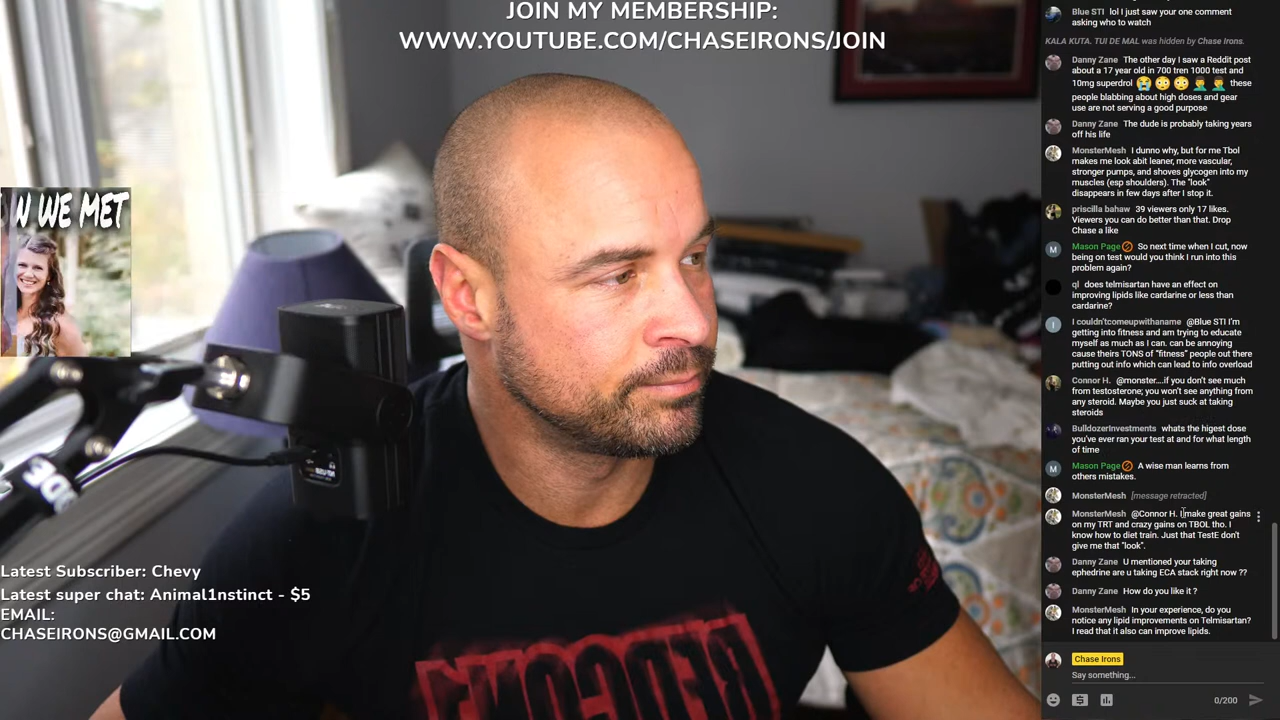 JOIN MY MEMBERSHIP:
WWW.YOUTUBE.COM/CHASEIRONS/JOIN
N WE MET
Latest Subscriber: Chevy
Latest super chat: Animal1nstinct - $5
EMAIL:
CHASEIRONS@GMAIL.COM
REDCON1
Blue STI lol I just saw your one comment
asking who to watch
KALA KUTA. TUI DE MAL was hidden by Chase Irons.
Danny Zane The other day I saw a Reddit post
about a 17 year old in 700 tren 1000 test and
10mg superdrol 😭😳😳🤦‍♂️🤦‍♂️ these
people blabbing about high doses and gear
use are not serving a good purpose
Danny Zane The dude is probably taking years
off his life
MonsterMesh I dunno why, but for me Tbol
makes me look abit leaner, more vascular,
stronger pumps, and shoves glycogen into my
muscles (esp shoulders). The "look"
disappears in few days after I stop it.
priscilla bahaw 39 viewers only 17 likes.
Viewers you can do better than that. Drop
Chase a like
M
Mason Page So next time when I cut, now
being on test would you think I run into this
problem again?
ql does telmisartan have an effect on
improving lipids like cardarine or less than
cardarine?
I
I couldn'tcomeupwithaname @Blue STI I'm
getting into fitness and am trying to educate
myself as much as I can. can be annoying
cause theirs TONS of "fitness" people out there
putting out info which can lead to info overload
Connor H. @monster....if you don't see much
from testosterone; you won't see anything from
any steroid. Maybe you just suck at taking
steroids
BulldozerInvestments whats the higest dose
you've ever ran your test at and for what length
of time
M
Mason Page A wise man learns from
others mistakes.
MonsterMesh [message retracted]
MonsterMesh @Connor H. I make great gains
on my TRT and crazy gains on TBOL tho. I
know how to diet train. Just that TestE don't
give me that "look".
Danny Zane U mentioned your taking
ephedrine are u taking ECA stack right now ??
Danny Zane How do you like it ?
MonsterMesh In your experience, do you
notice any lipid improvements on Telmisartan?
I read that it also can improve lipids.
Chase Irons
Say something...
0/200